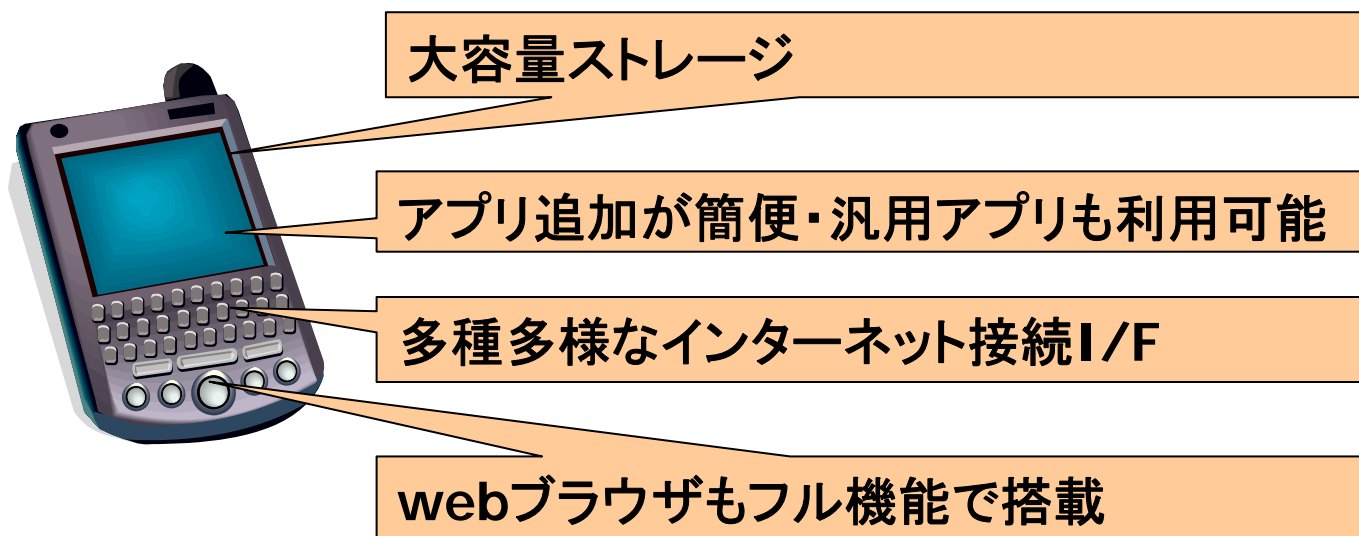 大容量ストレージ
アプリ追加が簡便・汎用アプリも利用可能
多種多様なインターネット接続I/F
webブラウザもフル機能で搭載